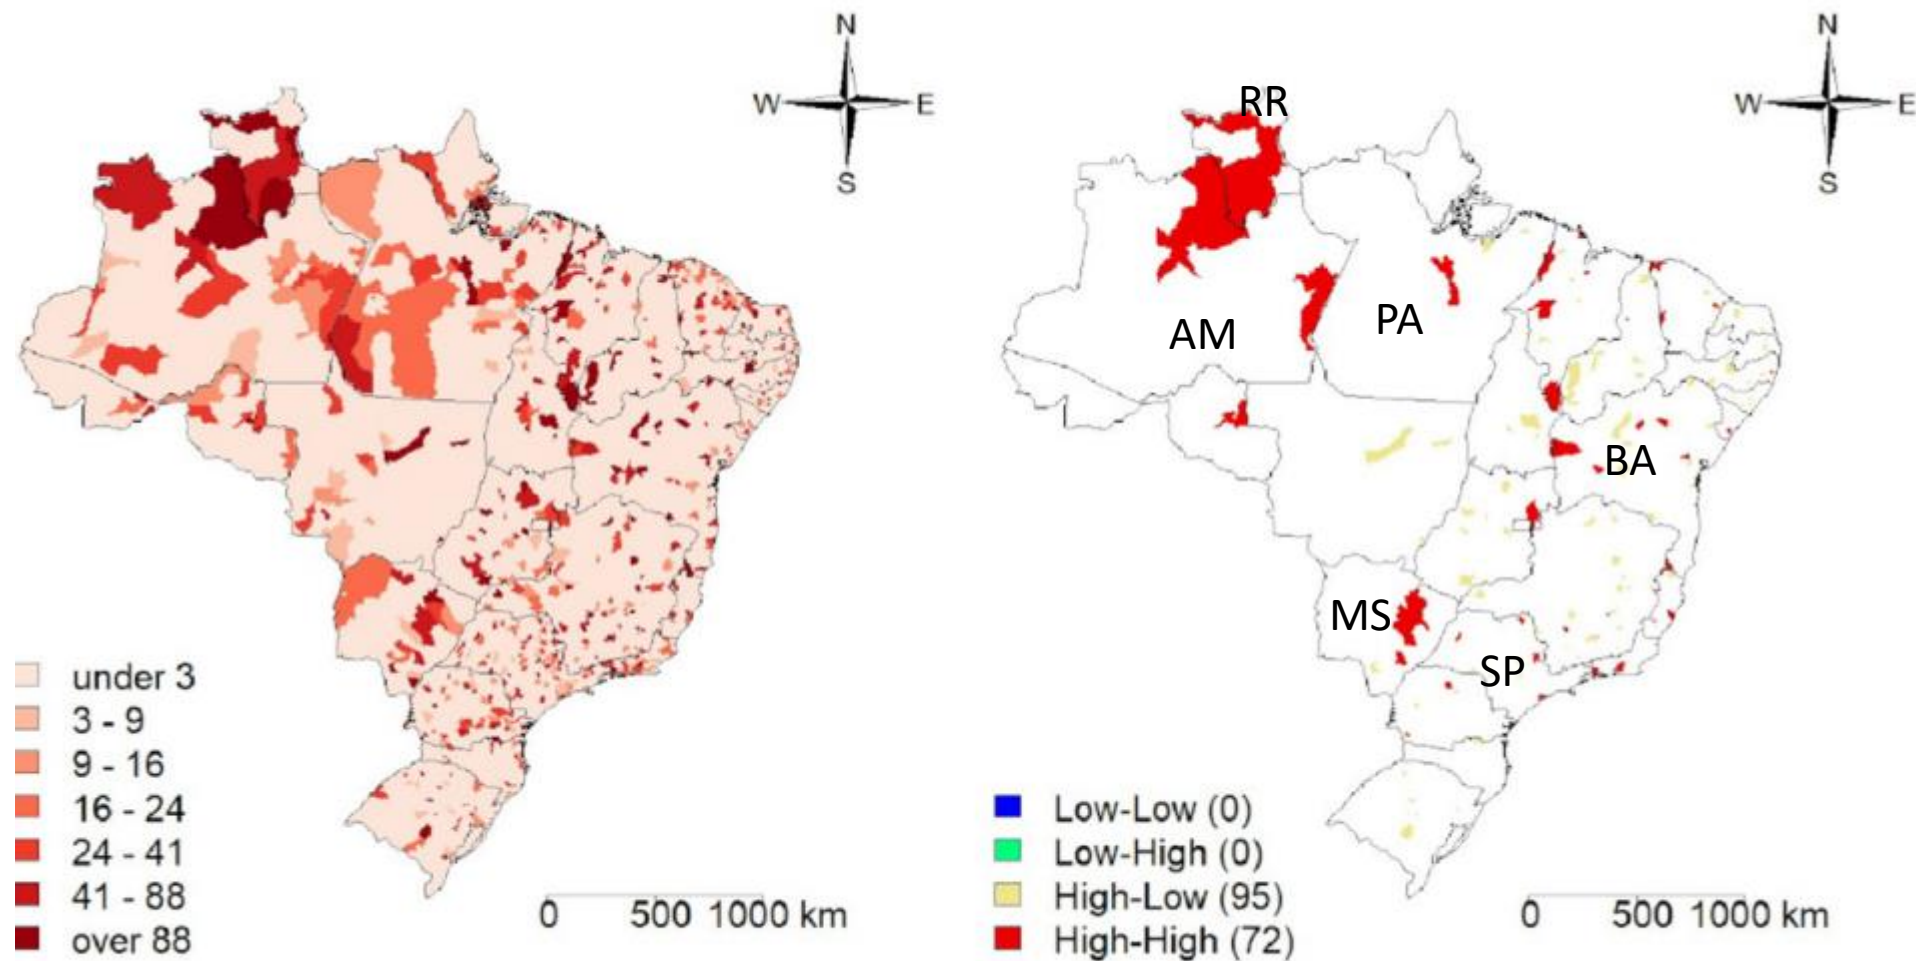 N
W E
S
under 3
3 - 9
9 - 16
16 - 24
24 - 41
41 - 88
over 88
0 500 1000 km
N
W E
S
RR
AM
PA
BA
MS
SP
Low-Low (0)
Low-High (0)
High-Low (95)
High-High (72)
0 500 1000 km